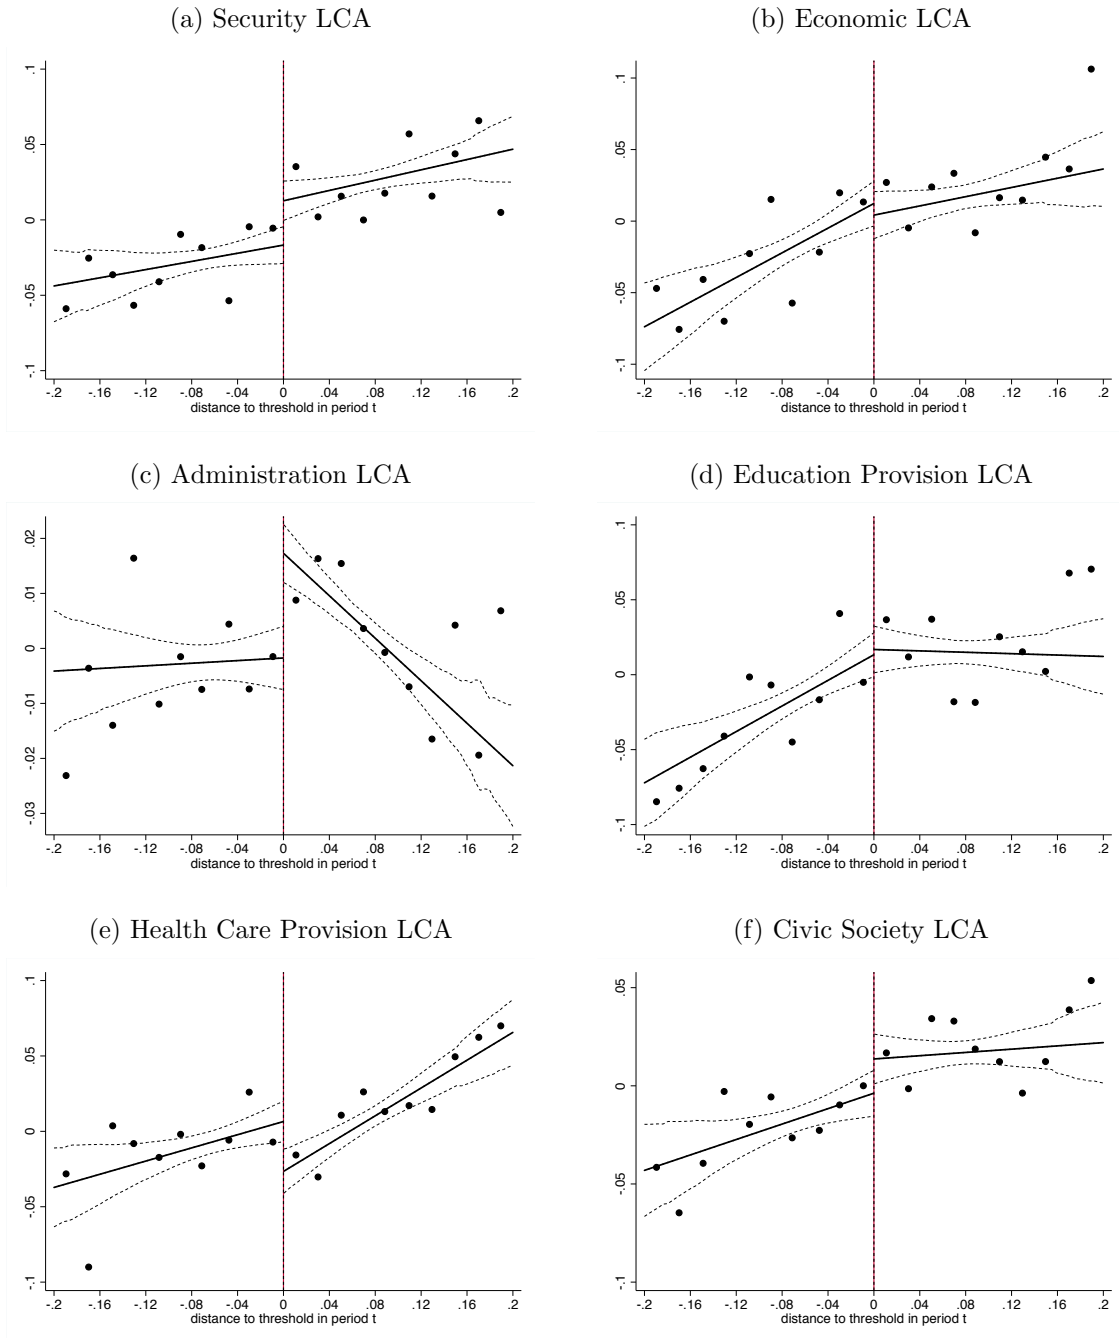 (a) Security LCA
.1
.05
0
-.05
-.1
-.2 -.16 -.12 -.08 -.04 0 .04 .08 .12 .16 .2
distance to threshold in period t
(b) Economic LCA
.1
.05
0
-.05
-.1
-.2 -.16 -.12 -.08 -.04 0 .04 .08 .12 .16 .2
distance to threshold in period t
(c) Administration LCA
.02
.01
0
-.01
-.02
-.03
-.2 -.16 -.12 -.08 -.04 0 .04 .08 .12 .16 .2
distance to threshold in period t
(d) Education Provision LCA
.1
.05
0
-.05
-.1
-.2 -.16 -.12 -.08 -.04 0 .04 .08 .12 .16 .2
distance to threshold in period t
(e) Health Care Provision LCA
.1
.05
0
-.05
-.1
-.2 -.16 -.12 -.08 -.04 0 .04 .08 .12 .16 .2
distance to threshold in period t
(f) Civic Society LCA
.05
0
-.05
-.1
-.2 -.16 -.12 -.08 -.04 0 .04 .08 .12 .16 .2
distance to threshold in period t